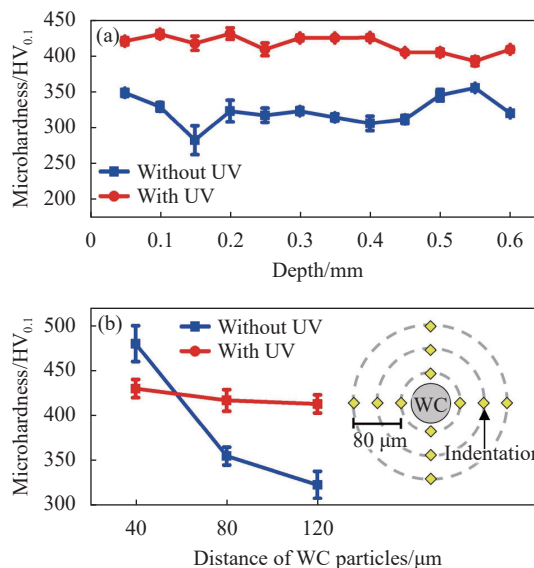 (a)
Microhardness/HV0.1
450
400
350
300
250
200
Without UV
With UV
0 0.1 0.2 0.3 0.4 0.5 0.6
Depth/mm
(b)
Microhardness/HV0.1
500
450
400
350
300
Without UV
With UV
WC
80 μm
Indentation
40 80 120
Distance of WC particles/μm